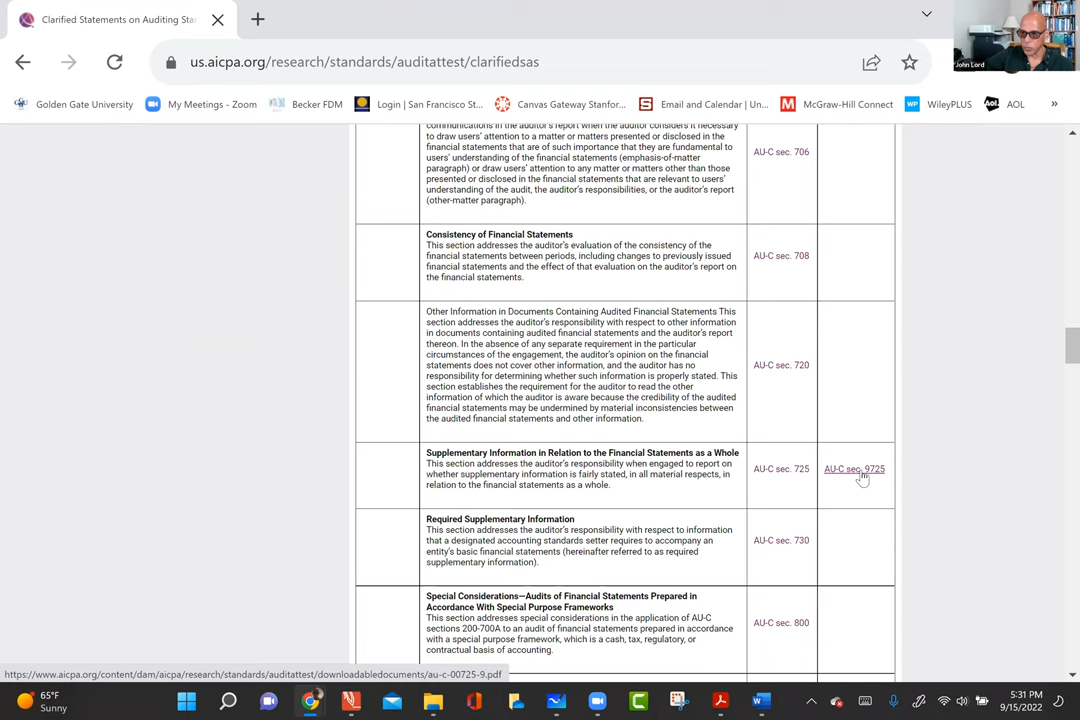 Clarified Statements on Auditing Sta
us.aicpa.org/research/standards/auditattest/clarifiedsas
John Lord
Golden Gate University
My Meetings - Zoom
Becker FDM
Login | San Francisco St...
Canvas Gateway Stanfor...
Email and Calendar | Un...
McGraw-Hill Connect
WileyPLUS
AOL
»
communications in the auditor's report when the auditor considers it necessary
to draw users' attention to a matter or matters presented or disclosed in the
financial statements that are of such importance that they are fundamental to
users' understanding of the financial statements (emphasis-of-matter
paragraph) or draw users' attention to any matter or matters other than those
presented or disclosed in the financial statements that are relevant to users'
understanding of the audit, the auditor's responsibilities, or the auditor's report
(other-matter paragraph).
AU-C sec. 706
Consistency of Financial Statements
This section addresses the auditor's evaluation of the consistency of the
financial statements between periods, including changes to previously issued
financial statements and the effect of that evaluation on the auditor's report on
the financial statements.
AU-C sec. 708
Other Information in Documents Containing Audited Financial Statements This
section addresses the auditor's responsibility with respect to other information
in documents containing audited financial statements and the auditor's report
thereon. In the absence of any separate requirement in the particular
circumstances of the engagement, the auditor's opinion on the financial
statements does not cover other information, and the auditor has no
responsibility for determining whether such information is properly stated. This
section establishes the requirement for the auditor to read the other
information of which the auditor is aware because the credibility of the audited
financial statements may be undermined by material inconsistencies between
the audited financial statements and other information.
AU-C sec. 720
Supplementary Information in Relation to the Financial Statements as a Whole
This section addresses the auditor's responsibility when engaged to report on
whether supplementary information is fairly stated, in all material respects, in
relation to the financial statements as a whole.
AU-C sec. 725
AU-C sec. 9725
Required Supplementary Information
This section addresses the auditor's responsibility with respect to information
that a designated accounting standards setter requires to accompany an
entity's basic financial statements (hereinafter referred to as required
supplementary information).
AU-C sec. 730
Special Considerations—Audits of Financial Statements Prepared in
Accordance With Special Purpose Frameworks
This section addresses special considerations in the application of AU-C
sections 200-700A to an audit of financial statements prepared in accordance
with a special purpose framework, which is a cash, tax, regulatory, or
contractual basis of accounting.
AU-C sec. 800
https://www.aicpa.org/content/dam/aicpa/research/standards/auditattest/downloadabledocuments/au-c-00725-9.pdf
65°F
Sunny
5:31 PM
9/15/2022